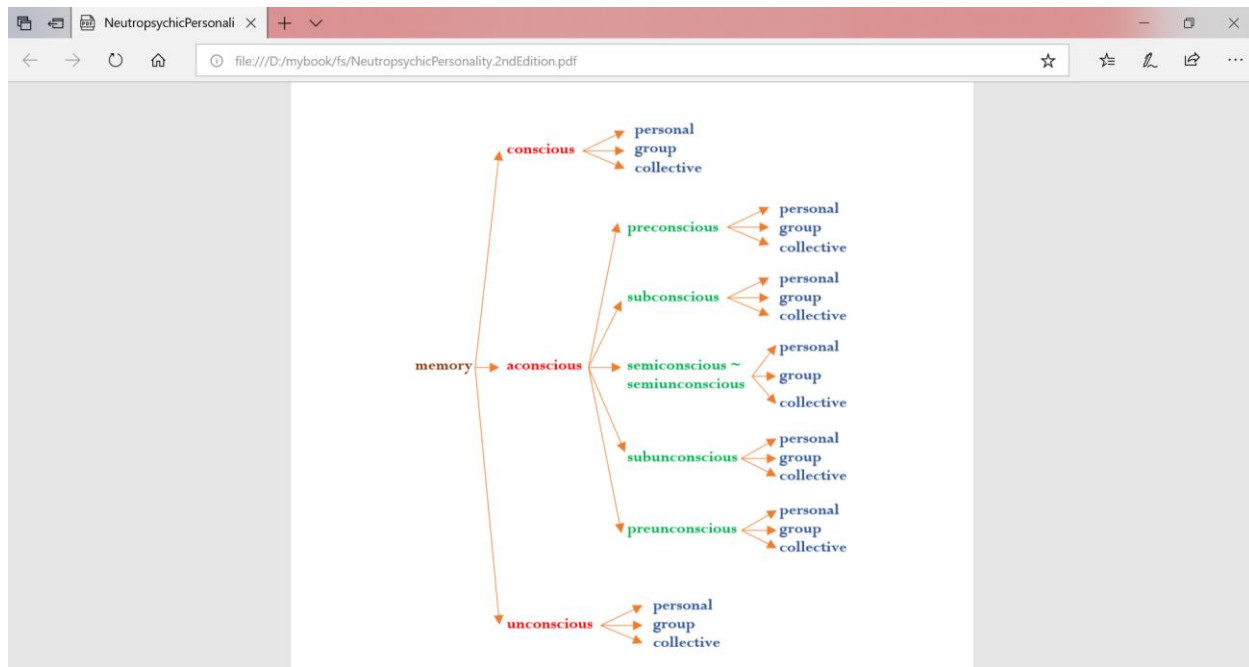 NeutropsychicPersonali
file:///D:/mybook/fs/NeutropsychicPersonality.2ndEdition.pdf
personal
conscious group
collective
personal
preconscious group
collective
personal
subconscious group
collective
personal
memory aconscious semiconscious ~
semiunconscious group
collective
personal
subunconscious group
collective
personal
preunconscious group
collective
personal
unconscious group
collective